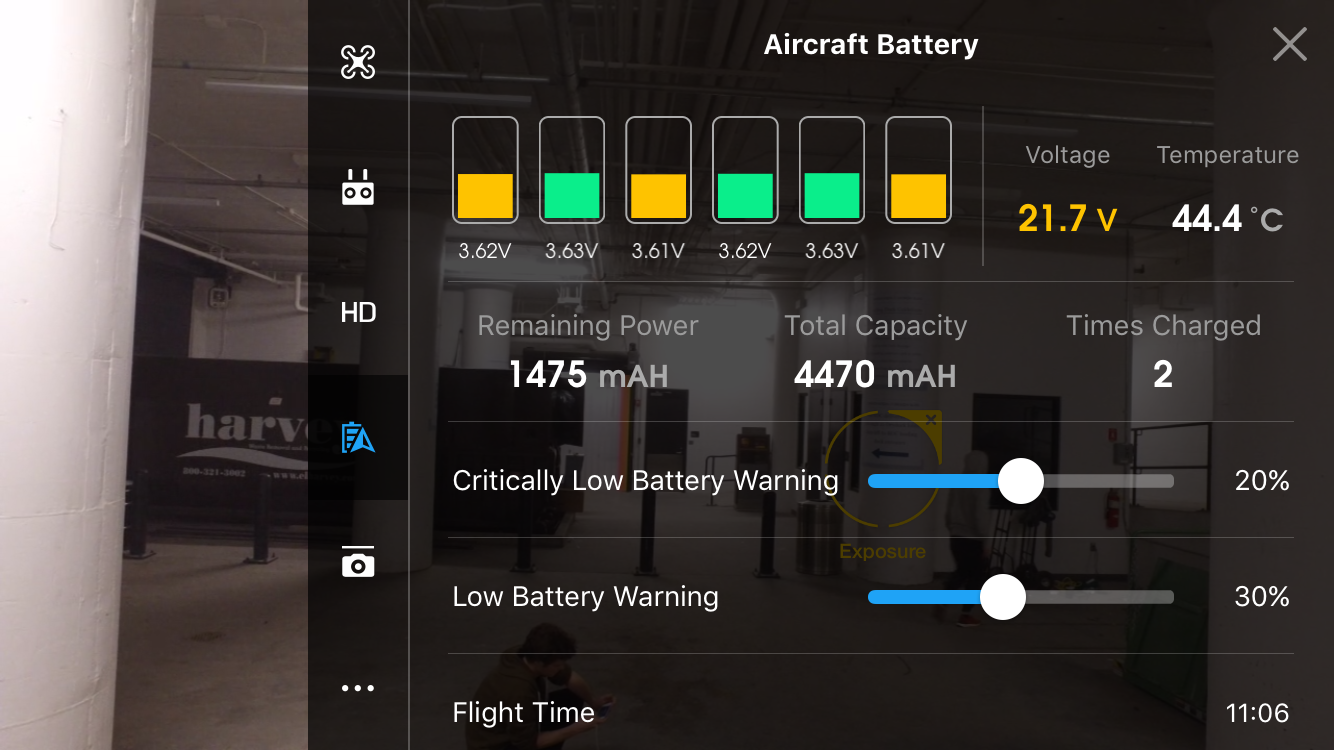 Aircraft Battery
Voltage Temperature
21.7 V 44.4 °C
3.62V 3.63V 3.61V 3.62V 3.63V 3.61V
HD
Remaining Power Total Capacity Times Charged
1475 mAH 4470 mAH 2
harve
800-321-3002
Critically Low Battery Warning 20%
Exposure
Low Battery Warning 30%
Flight Time 11:06